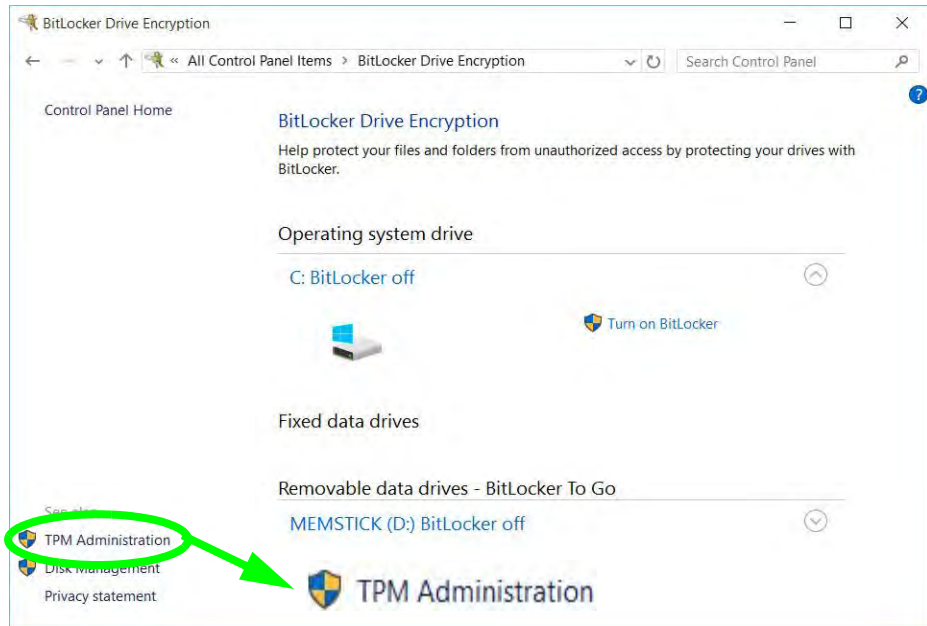 BitLocker Drive Encryption
« All Control Panel Items > BitLocker Drive Encryption
Search Control Panel
?
Control Panel Home
BitLocker Drive Encryption
Help protect your files and folders from unauthorized access by protecting your drives with
BitLocker.
Operating system drive
C: BitLocker off
Turn on BitLocker
Fixed data drives
Removable data drives - BitLocker To Go
MEMSTICK (D:) BitLocker off
See also
TPM Administration
Disk Management
Privacy statement
TPM Administration